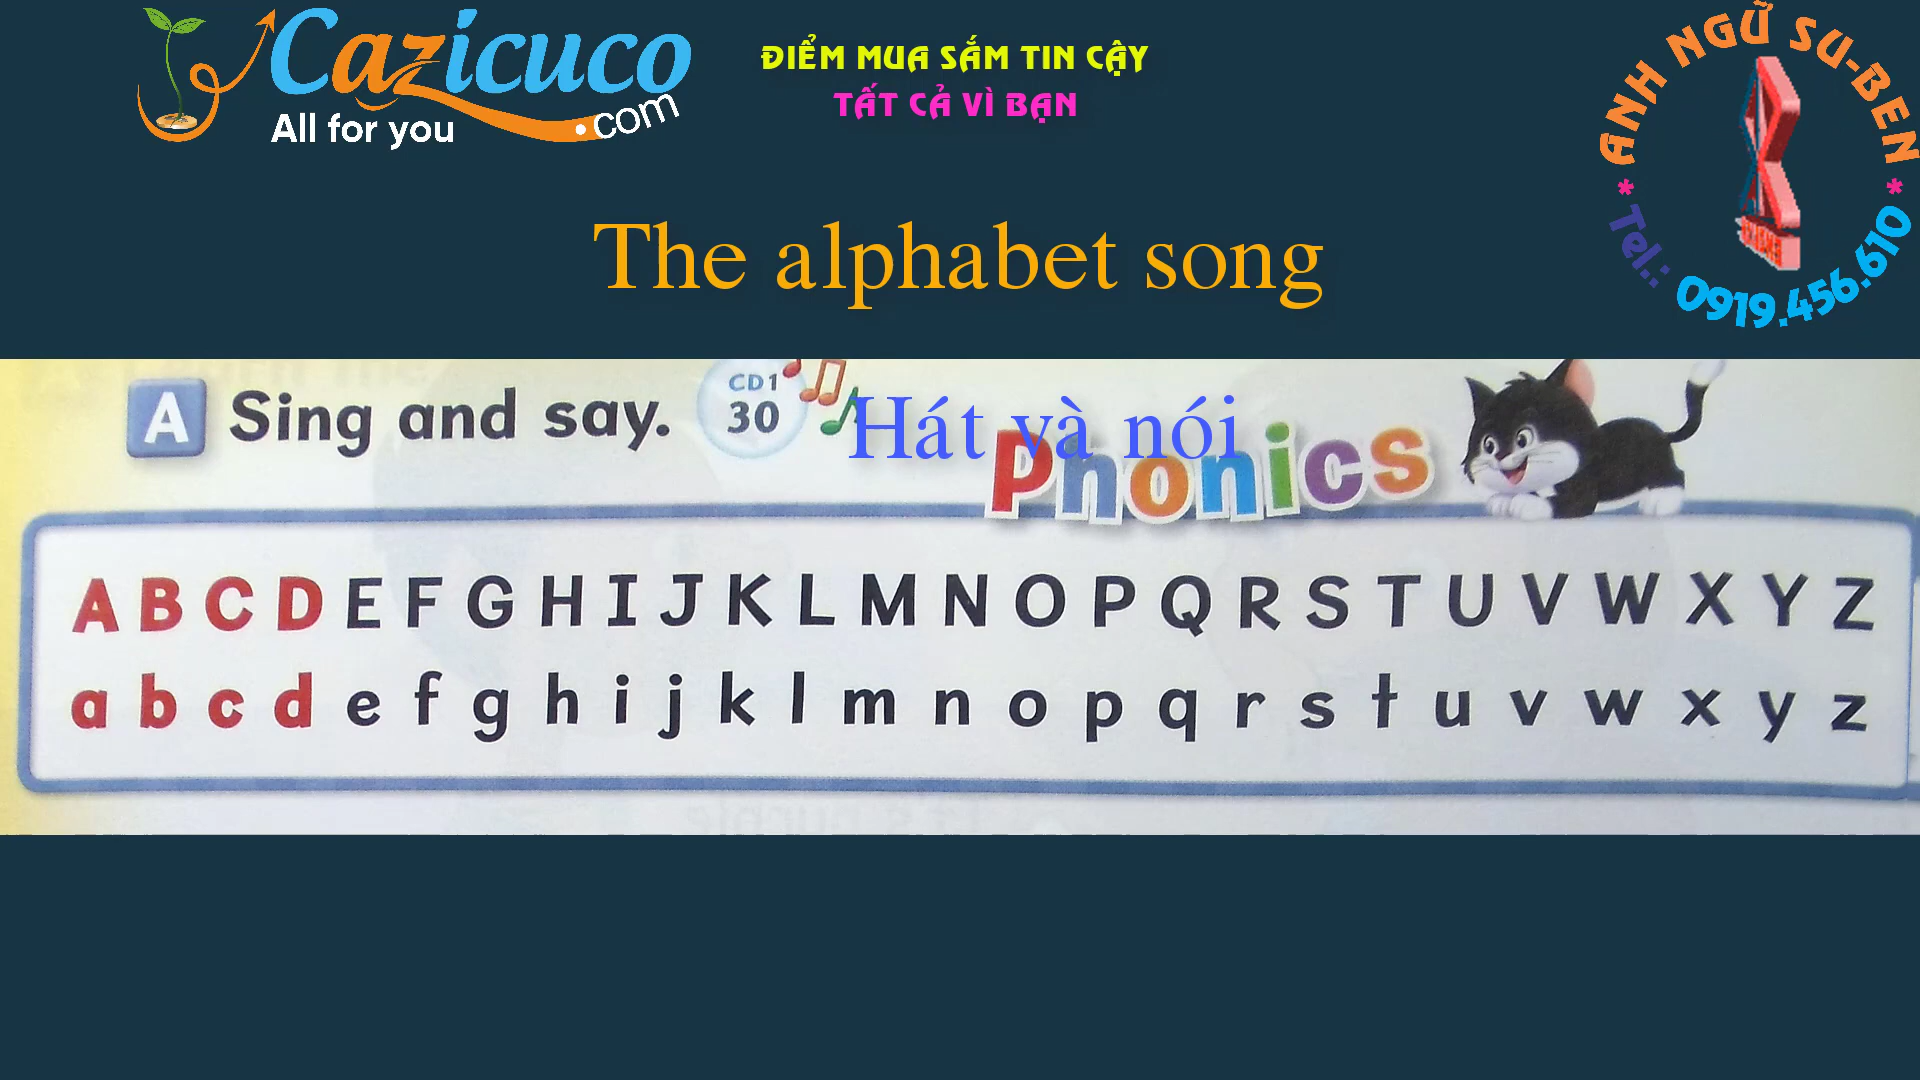 Cazicuco
.com
All for you
ĐIỂM MUA SẮM TIN CẬY
TẤT CẢ VÌ BẠN
ANH NGỮ SU-BEN
* Tel.: 0919.456.610 *
The alphabet song
A Sing and say. CD1 30
Hát và nói
Phonics
A B C D E F G H I J K L M N O P Q R S T U V W X Y Z
a b c d e f g h i j k l m n o p q r s t u v w x y z